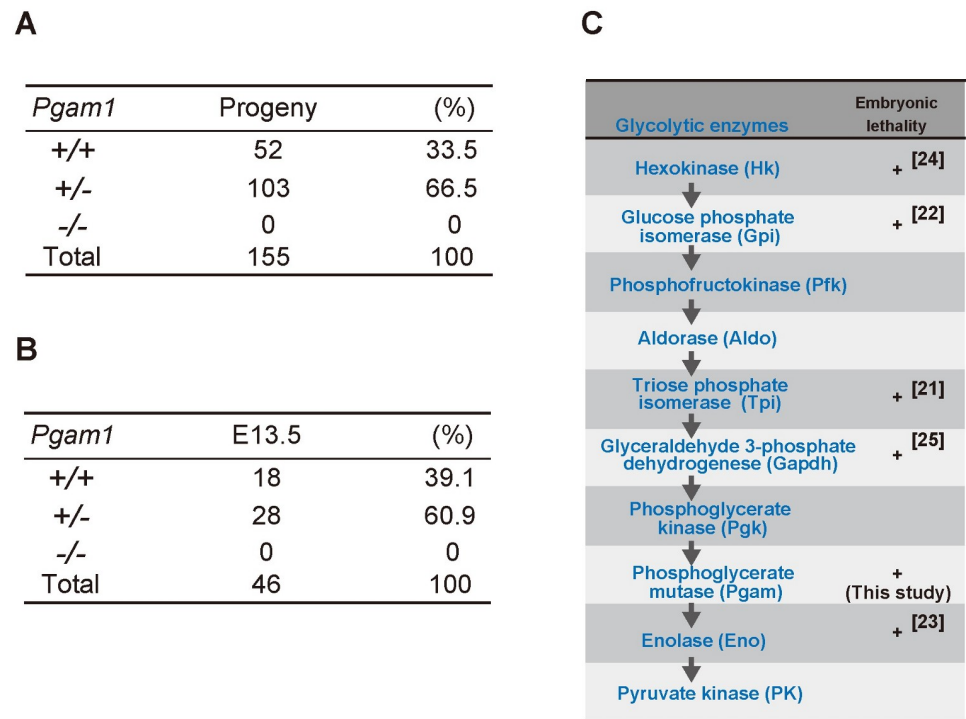 A
Pgam1 Progeny (%)
+/+ 52 33.5
+/- 103 66.5
-/- 0 0
Total 155 100
B
Pgam1 E13.5 (%)
+/+ 18 39.1
+/- 28 60.9
-/- 0 0
Total 46 100
C
Glycolytic enzymes
Embryonic
lethality
Hexokinase (Hk)
+ [24]
Glucose phosphate
isomerase (Gpi)
+ [22]
Phosphofructokinase (Pfk)
Aldorase (Aldo)
Triose phosphate
isomerase (Tpi)
+ [21]
Glyceraldehyde 3-phosphate
dehydrogenese (Gapdh)
+ [25]
Phosphoglycerate
kinase (Pgk)
Phosphoglycerate
mutase (Pgam)
+
(This study)
Enolase (Eno)
+ [23]
Pyruvate kinase (PK)